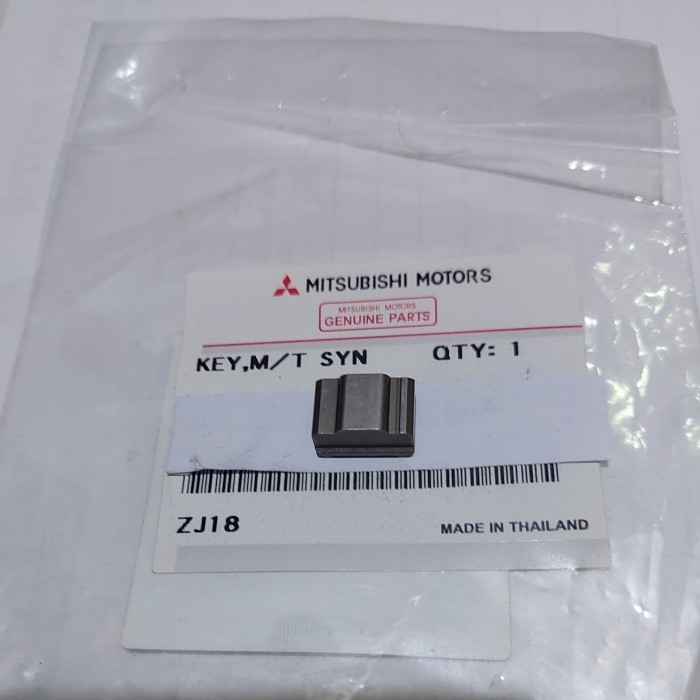 MITSUBISHI MOTORS
MITSUBISHI MOTORS
GENUINE PARTS
KEY,M/T SYN QTY: 1
ZJ18 MADE IN THAILAND